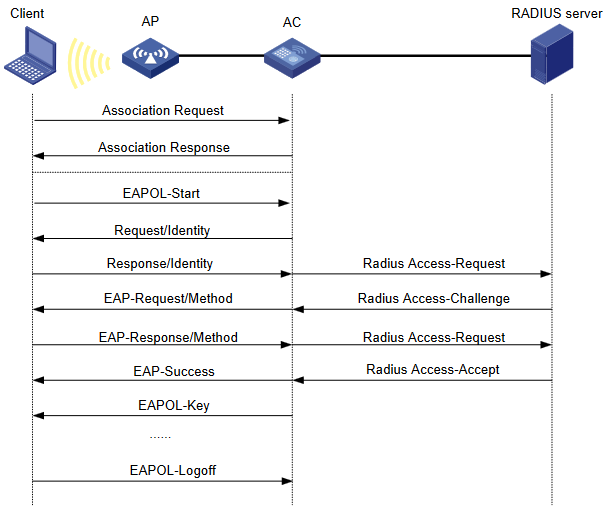 Client
AP
AC
RADIUS server
Association Request
Association Response
EAPOL-Start
Request/Identity
Response/Identity
Radius Access-Request
EAP-Request/Method
Radius Access-Challenge
EAP-Response/Method
Radius Access-Request
EAP-Success
Radius Access-Accept
EAPOL-Key
......
EAPOL-Logoff